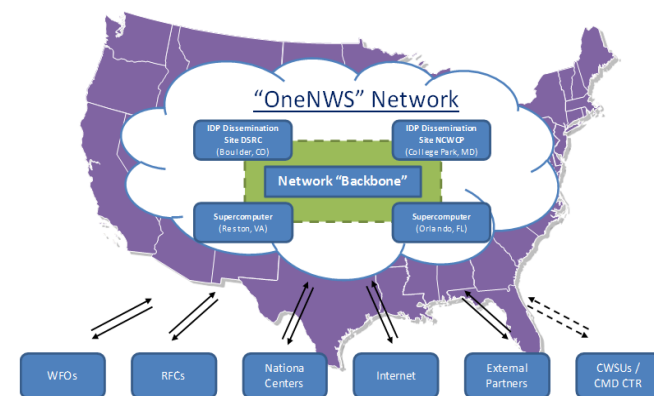 “OneNWS” Network
IDP Dissemination
Site DSRC
(Boulder, CO)
IDP Dissemination
Site NCWCP
(College Park, MD)
Network “Backbone”
Supercomputer
(Reston, VA)
Supercomputer
(Orlando, FL)
WFOs
RFCs
Nationa
Centers
Internet
External
Partners
CWSUs /
CMD CTR